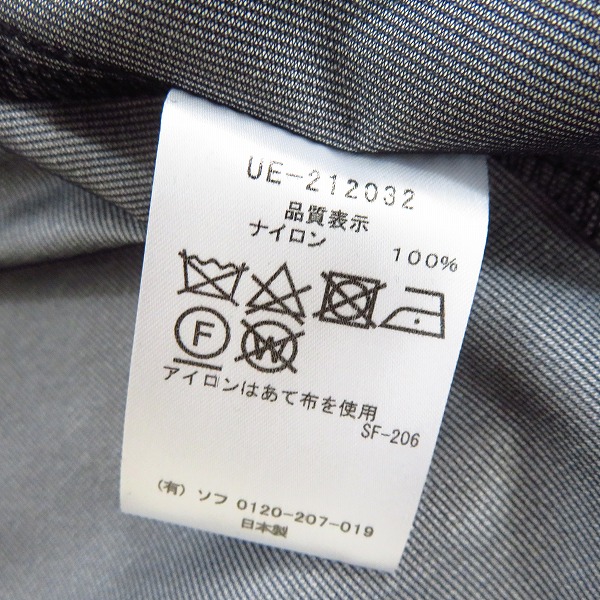 UE-212032
品質表示
ナイロン 100%
F W
アイロンはあて布を使用
SF-206
(有) ソフ 0120-207-019
日本製